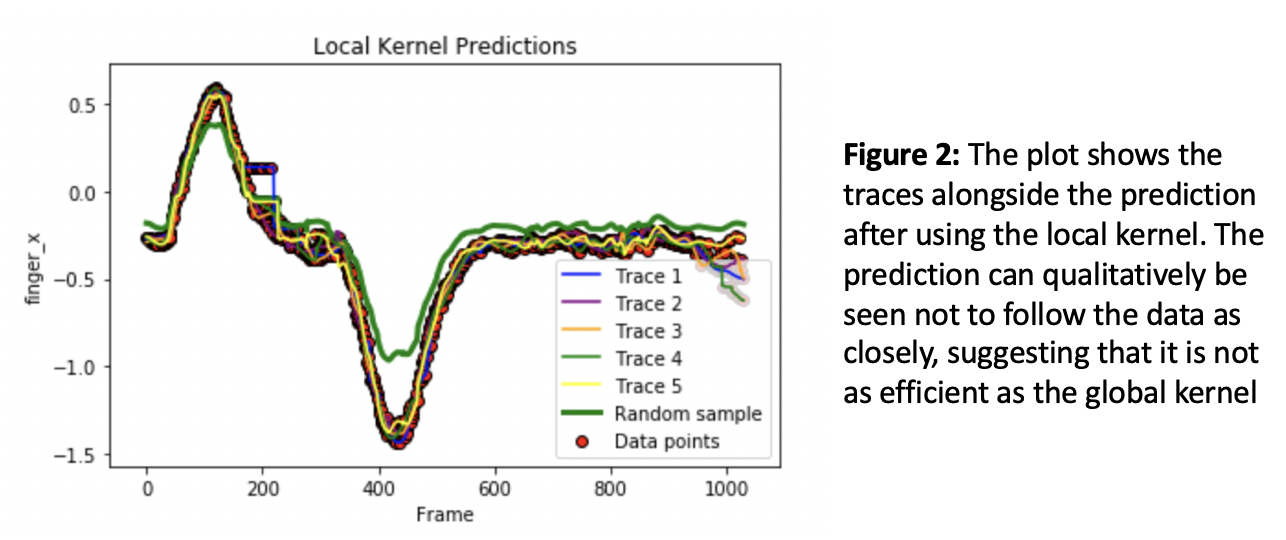 Local Kernel Predictions
0.5
0.0
−0.5
−1.0
−1.5
finger_x
0
200
400
600
800
1000
Frame
Trace 1
Trace 2
Trace 3
Trace 4
Trace 5
Random sample
Data points
Figure 2: The plot shows the
traces alongside the prediction
after using the local kernel. The
prediction can qualitatively be
seen not to follow the data as
closely, suggesting that it is not
as efficient as the global kernel